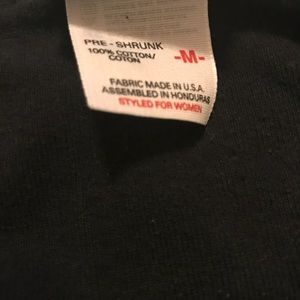 PRE-SHRUNK
100% COTTON/
COTON
-M-
FABRIC MADE IN U.S.A.
ASSEMBLED IN HONDURAS
STYLED FOR WOMEN